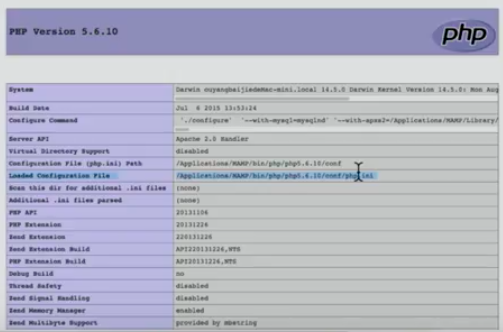 PHP Version 5.6.10
php
System Darwin ouyangbaijiedeMac-mini.local 14.5.0 Darwin Kernel Version 14.5.0: Mon Aug
Build Date Jul 6 2015 13:53:24
Configure Command './configure' '--with-mysql=mysqlnd' '--with-apxs2=/Applications/MAMP/Library/
Server API Apache 2.0 Handler
Virtual Directory Support disabled
Configuration File (php.ini) Path /Applications/MAMP/bin/php/php5.6.10/conf
Loaded Configuration File /Applications/MAMP/bin/php/php5.6.10/conf/php.ini
Scan this dir for additional .ini files (none)
Additional .ini files parsed (none)
PHP API 20131106
PHP Extension 20131226
Zend Extension 220131226
Zend Extension Build API220131226,NTS
PHP Extension Build API20131226,NTS
Debug Build no
Thread Safety disabled
Zend Signal Handling disabled
Zend Memory Manager enabled
Zend Multibyte Support provided by mbstring